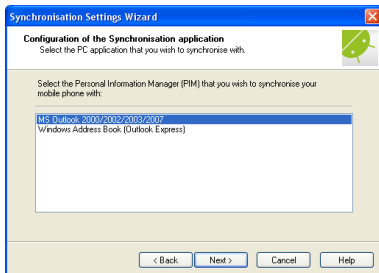 Synchronisation Settings Wizard
Configuration of the Synchronisation application
Select the PC application that you wish to synchronise with.
Select the Personal Information Manager (PIM) that you wish to synchronise your
mobile phone with:
MS Outlook 2000/2002/2003/2007
Windows Address Book (Outlook Express)
< Back Next > Cancel Help